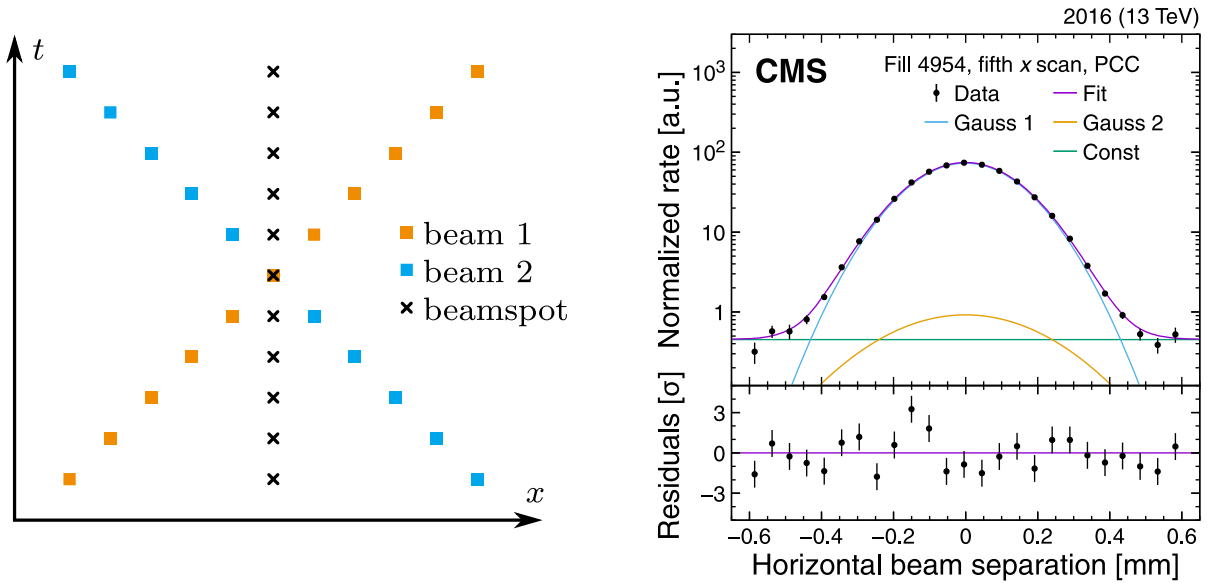 t
beam 1
beam 2
beamspot
x
2016 (13 TeV)
CMS
Fill 4954, fifth x scan, PCC
Data
Fit
Gauss 1
Gauss 2
Const
Normalized rate [a.u.]
10³
10²
10
1
Residuals [σ]
3
0
−3
−0.6 −0.4 −0.2 0 0.2 0.4 0.6
Horizontal beam separation [mm]